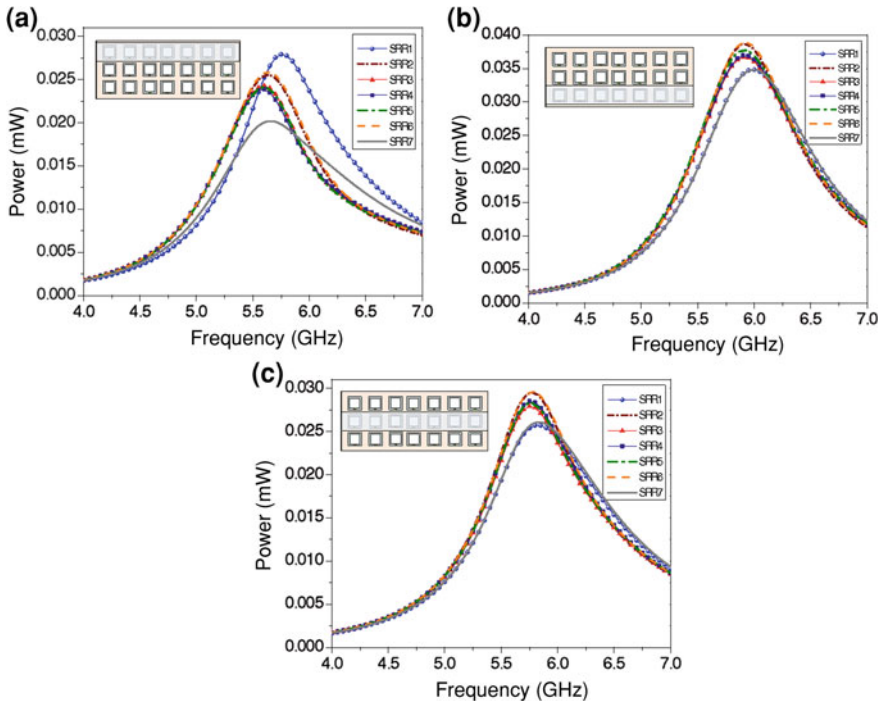 (a)
0.030
0.025
0.020
0.015
0.010
0.005
0.000
Power (mW)
4.0 4.5 5.0 5.5 6.0 6.5 7.0
Frequency (GHz)
SRR1
SRR2
SRR3
SRR4
SRR5
SRR6
SRR7
(b)
0.040
0.035
0.030
0.025
0.020
0.015
0.010
0.005
0.000
Power (mW)
4.0 4.5 5.0 5.5 6.0 6.5 7.0
Frequency (GHz)
SRR1
SRR2
SRR3
SRR4
SRR5
SRR6
SRR7
(c)
0.030
0.025
0.020
0.015
0.010
0.005
0.000
Power (mW)
4.0 4.5 5.0 5.5 6.0 6.5 7.0
Frequency (GHz)
SRR1
SRR2
SRR3
SRR4
SRR5
SRR6
SRR7